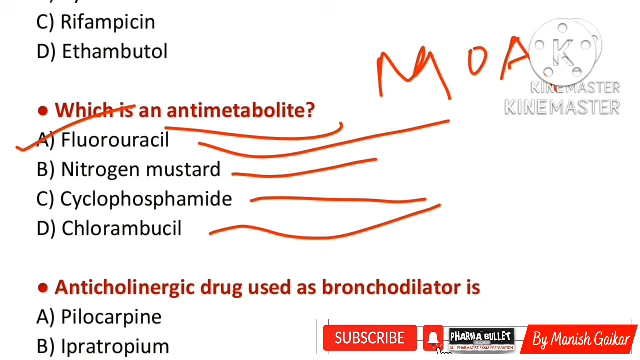 C) Rifampicin
D) Ethambutol
MOA
KINEMASTER
KINEMASTER
● Which is an antimetabolite?
A) Fluorouracil
B) Nitrogen mustard
C) Cyclophosphamide
D) Chlorambucil
● Anticholinergic drug used as bronchodilator is
A) Pilocarpine
B) Ipratropium
SUBSCRIBE
PHARMA BULLET
By Manish Gaikar